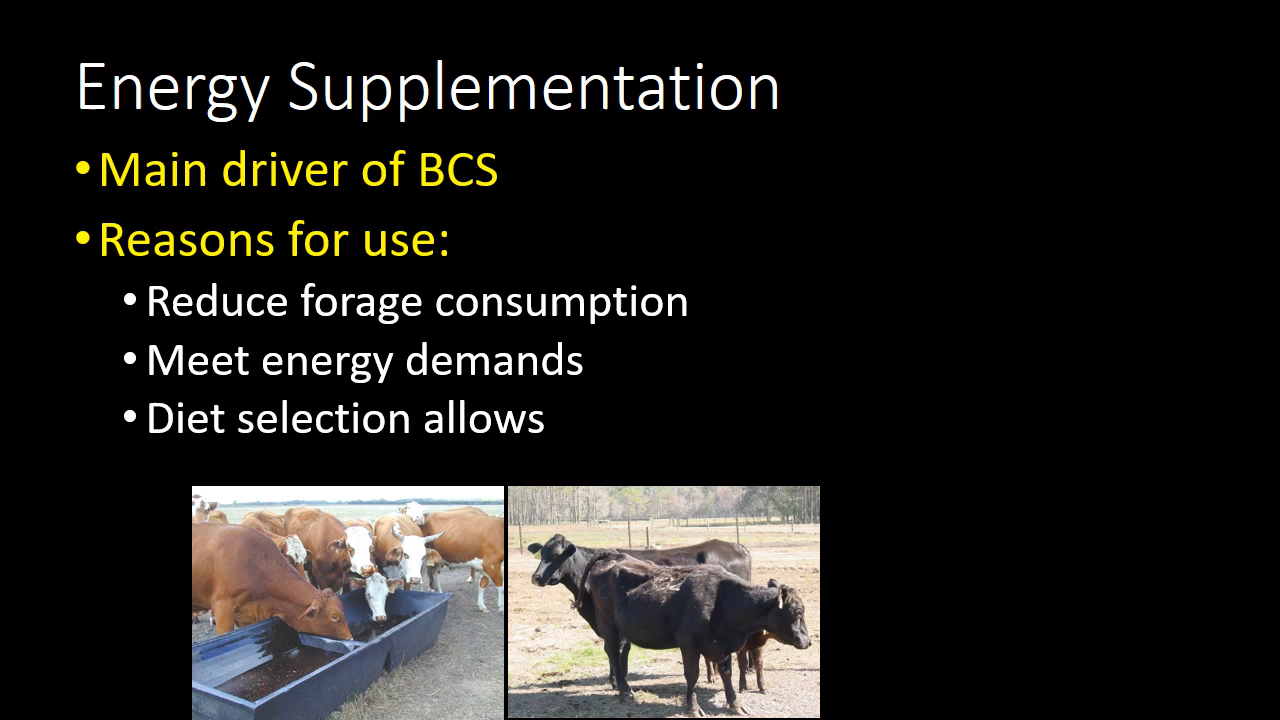 Energy Supplementation
•Main driver of BCS
•Reasons for use:
•Reduce forage consumption
•Meet energy demands
•Diet selection allows